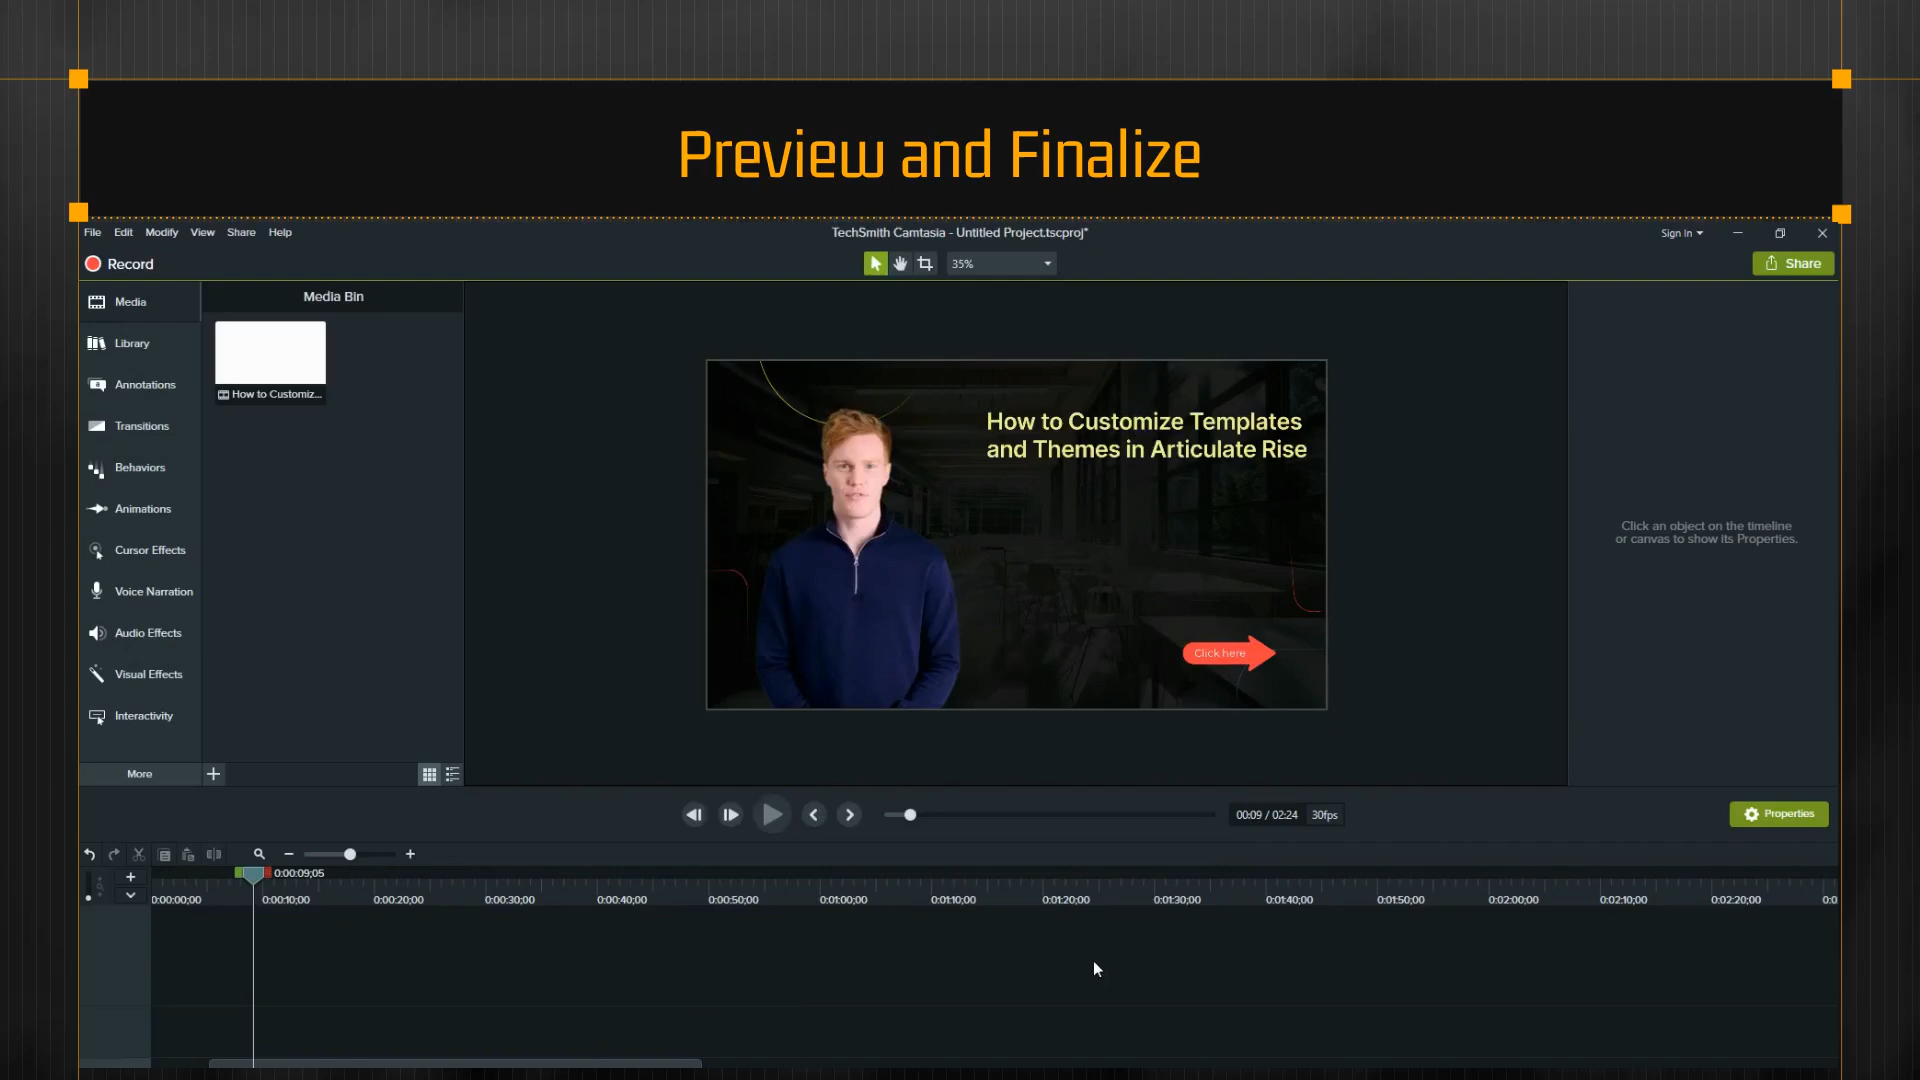 Preview and Finalize
File Edit Modify View Share Help
TechSmith Camtasia - Untitled Project.tscproj*
Sign In
Record
35%
Share
Media
Library
Annotations
Transitions
Behaviors
Animations
Cursor Effects
Voice Narration
Audio Effects
Visual Effects
Interactivity
More
Media Bin
How to Customiz...
How to Customize Templates
and Themes in Articulate Rise
Click here
Click an object on the timeline
or canvas to show its Properties.
00:09 / 02:24 30fps
Properties
0:00:09;05
0:00:00;00 0:00:10;00 0:00:20;00 0:00:30;00 0:00:40;00 0:00:50;00 0:01:00;00 0:01:10;00 0:01:20;00 0:01:30;00 0:01:40;00 0:01:50;00 0:02:00;00 0:02:10;00 0:02:20;00 0:0